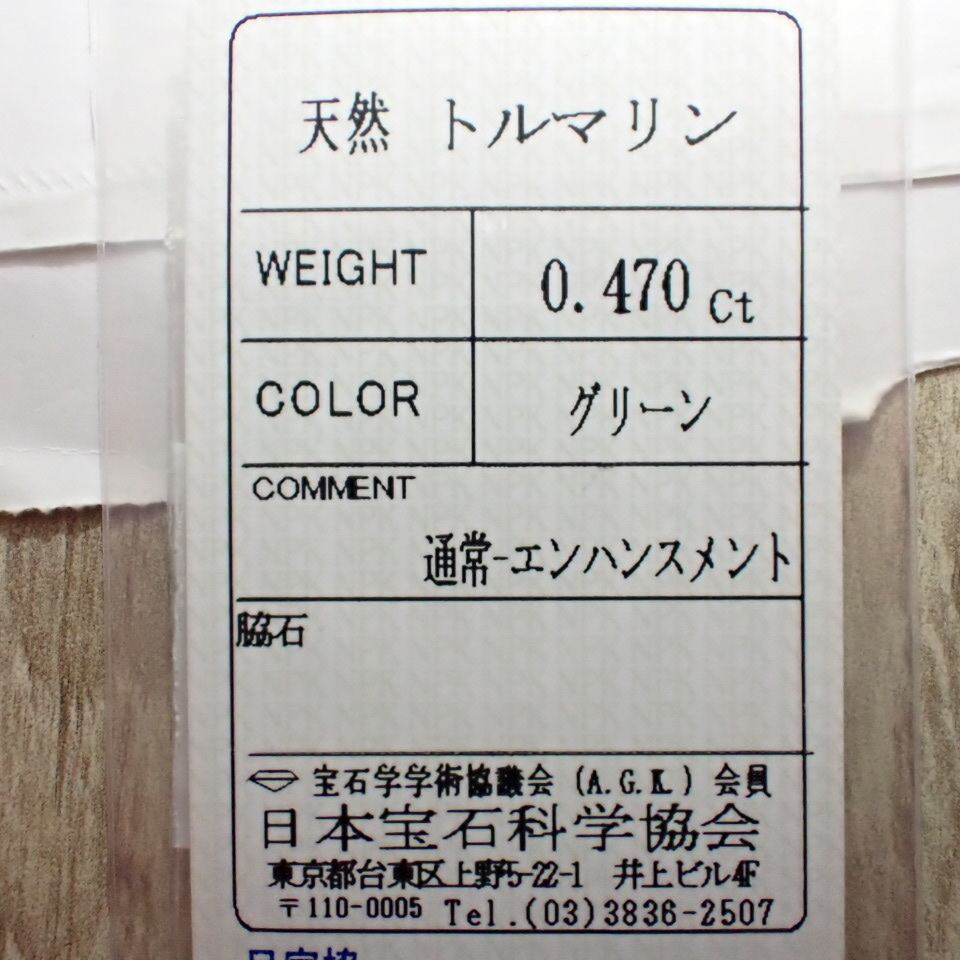 天然 トルマリン
WEIGHT 0.470 Ct
COLOR グリーン
COMMENT
通常-エンハンスメント
脇石
宝石学学術協議会 (A.G.K.) 会員
日本宝石科学協会
東京都台東区上野5-22-1 井上ビル4F
〒110-0005 Tel.(03)3836-2507